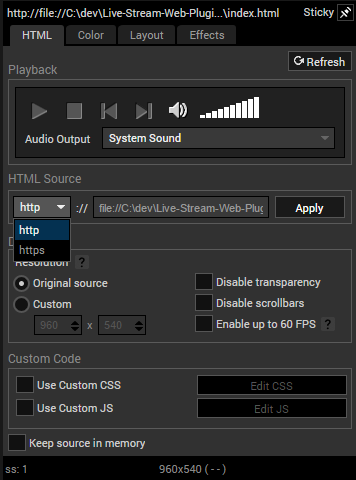 http://file://C:\dev\Live-Stream-Web-Plugi...\index.html Sticky
HTML Color Layout Effects
Playback Refresh
Audio Output System Sound
HTML Source
http :// file://C:\dev\Live-Stream-Web-Plugi Apply
http
https
Resolution ?
Original source
Custom
960 x 540
Disable transparency
Disable scrollbars
Enable up to 60 FPS ?
Custom Code
Use Custom CSS Edit CSS
Use Custom JS Edit JS
Keep source in memory
ss: 1 960x540 ( - - )